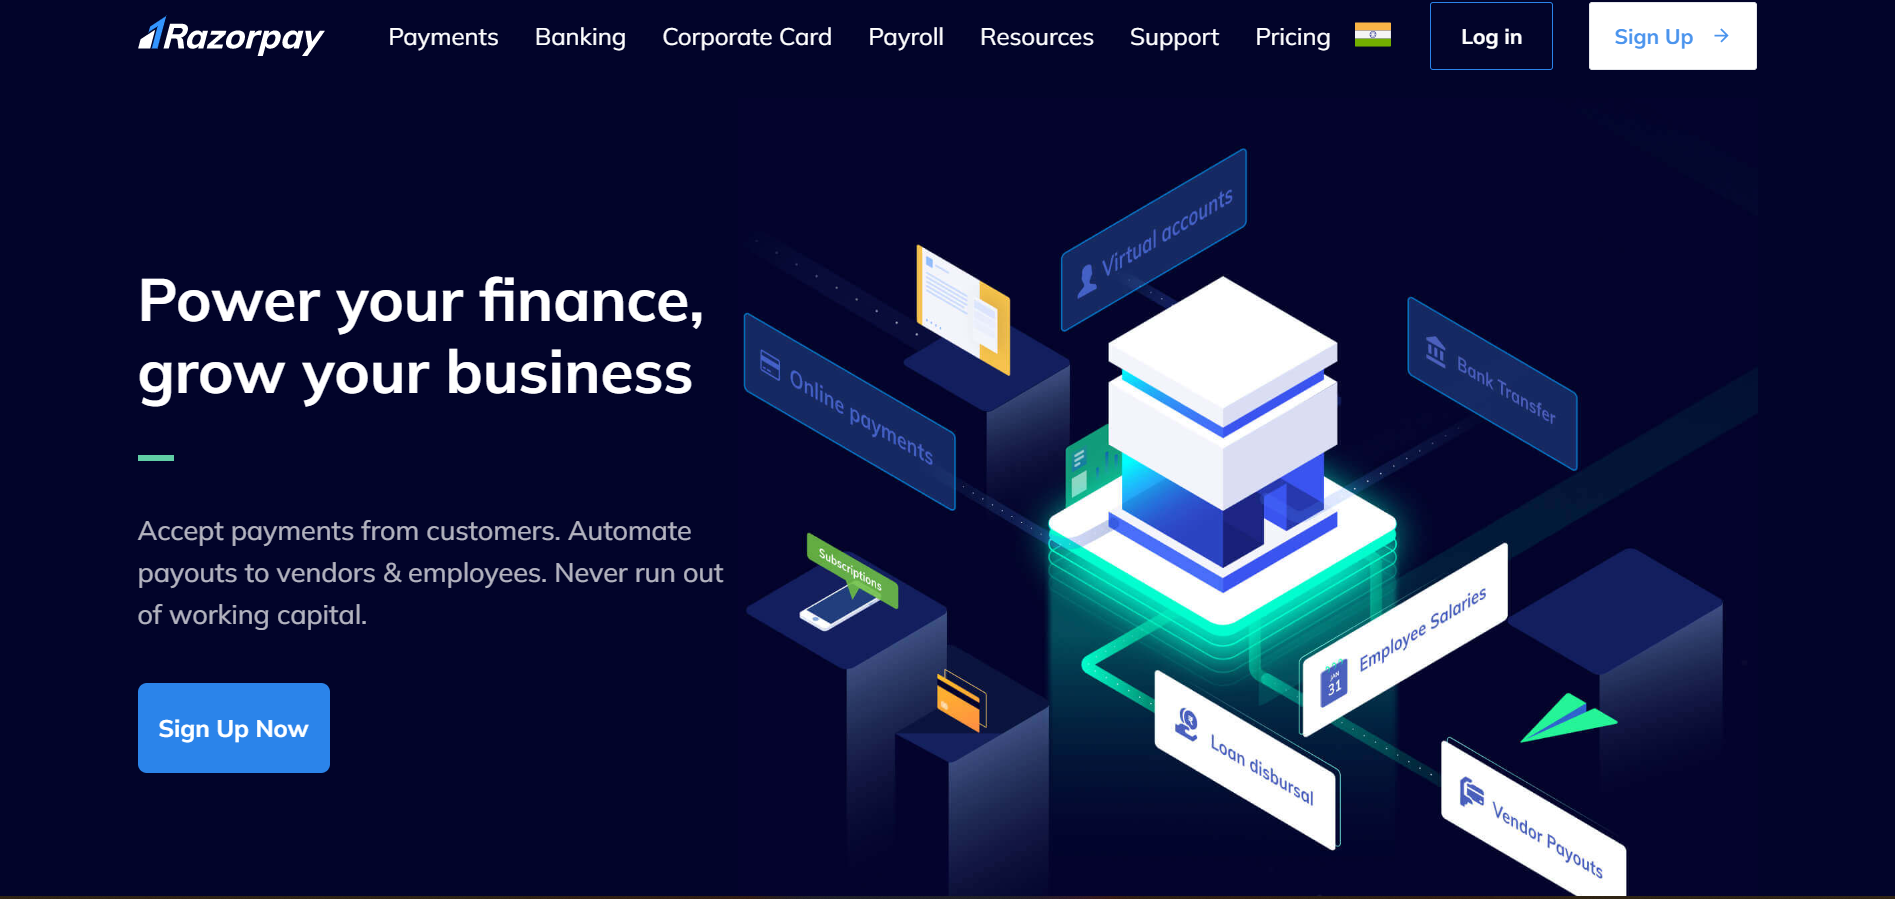 Razorpay
Payments Banking Corporate Card Payroll Resources Support Pricing Log in Sign Up
Power your finance,
grow your business
Accept payments from customers. Automate
payouts to vendors & employees. Never run out
of working capital.
Sign Up Now
Virtual accounts
Online payments
Bank Transfer
Subscriptions
JAN
31
Employee Salaries
Loan disbursal
Vendor Payouts